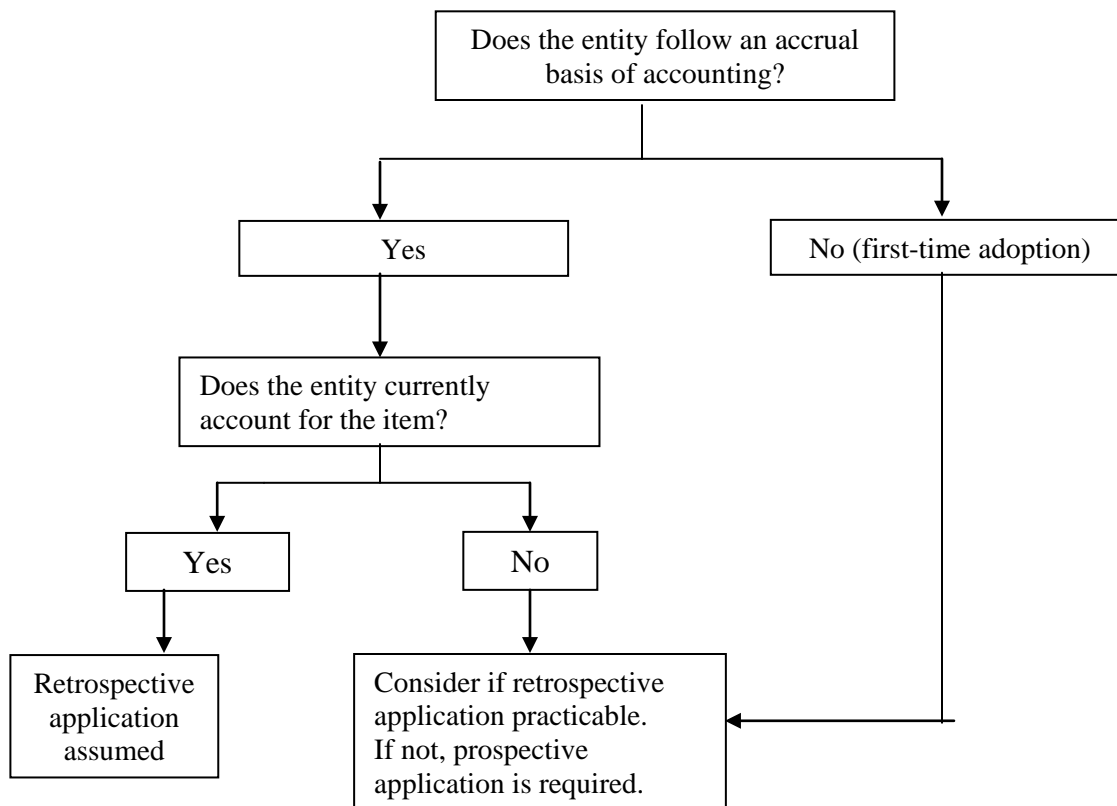 Does the entity follow an accrual
basis of accounting?
Yes
No (first-time adoption)
Does the entity currently
account for the item?
Yes
No
Retrospective
application
assumed
Consider if retrospective
application practicable.
If not, prospective
application is required.